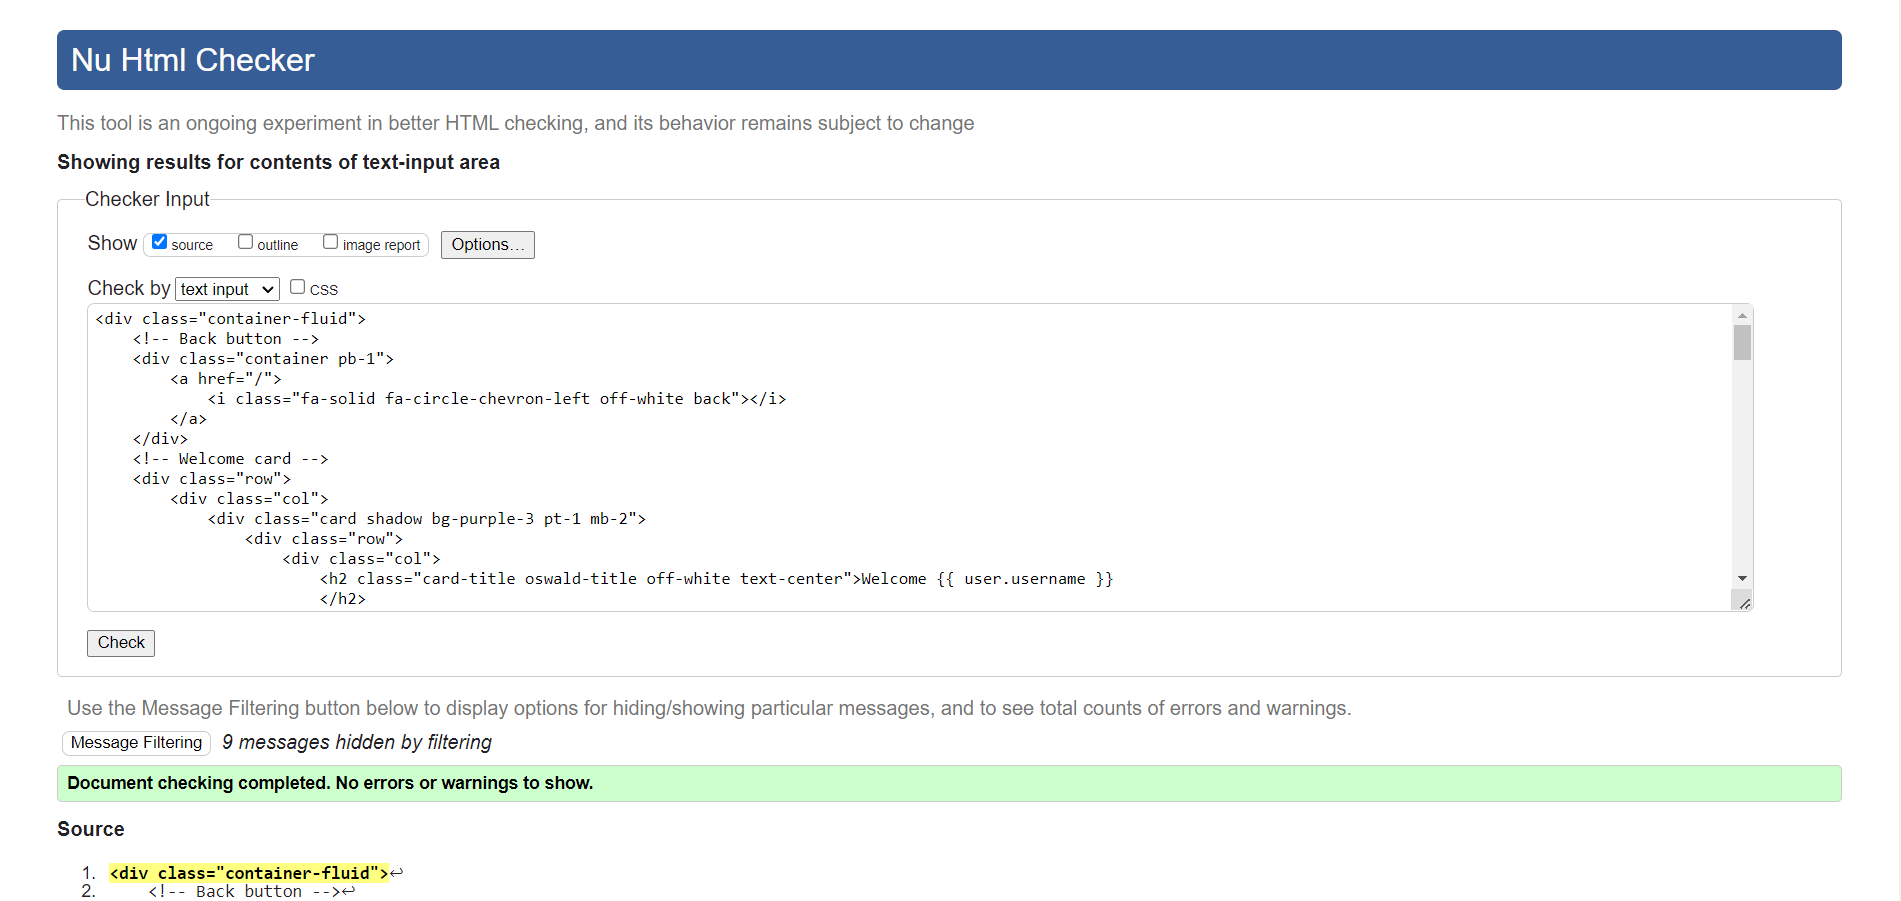 Nu Html Checker
This tool is an ongoing experiment in better HTML checking, and its behavior remains subject to change
Showing results for contents of text-input area
Checker Input
Show source outline image report Options...
Check by text input CSS
<div class="container-fluid">
    <!-- Back button -->
    <div class="container pb-1">
        <a href="/">
            <i class="fa-solid fa-circle-chevron-left off-white back"></i>
        </a>
    </div>
    <!-- Welcome card -->
    <div class="row">
        <div class="col">
            <div class="card shadow bg-purple-3 pt-1 mb-2">
                <div class="row">
                    <div class="col">
                        <h2 class="card-title oswald-title off-white text-center">Welcome {{ user.username }}
                        </h2>
Check
Use the Message Filtering button below to display options for hiding/showing particular messages, and to see total counts of errors and warnings.
Message Filtering 9 messages hidden by filtering
Document checking completed. No errors or warnings to show.
Source
1. <div class="container-fluid">↩
2.     <!-- Back button -->↩